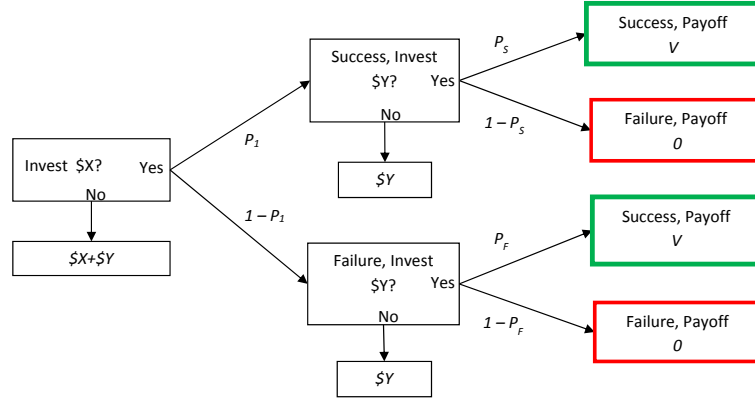 Invest $X?
Yes
No
$X+$Y
P1
1 – P1
Success, Invest
$Y?
Yes
No
$Y
Failure, Invest
$Y?
Yes
No
$Y
PS
1 – PS
PF
1– PF
Success, Payoff
V
Failure, Payoff
0
Success, Payoff
V
Failure, Payoff
0